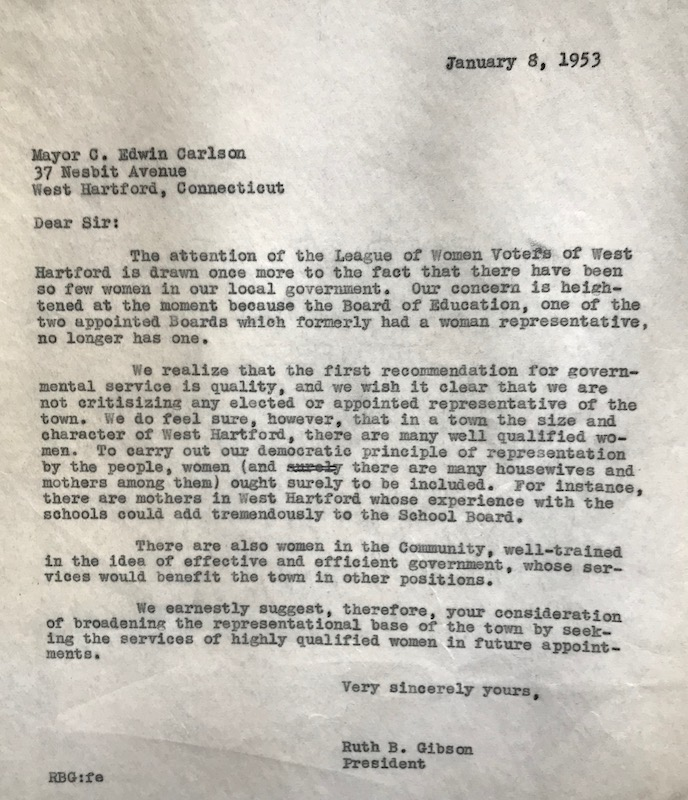 January 8, 1953
Mayor C. Edwin Carlson
37 Nesbit Avenue
West Hartford, Connecticut
Dear Sir:
The attention of the League of Women Voters of West
Hartford is drawn once more to the fact that there have been
so few women in our local government. Our concern is heigh-
tened at the moment because the Board of Education, one of the
two appointed Boards which formerly had a woman representative,
no longer has one.
We realize that the first recommendation for govern-
mental service is quality, and we wish it clear that we are
not critisizing any elected or appointed representative of the
town. We do feel sure, however, that in a town the size and
character of West Hartford, there are many well qualified wo-
men. To carry out our democratic principle of representation
by the people, women (and surely there are many housewives and
mothers among them) ought surely to be included. For instance,
there are mothers in West Hartford whose experience with the
schools could add tremendously to the School Board.
There are also women in the Community, well-trained
in the idea of effective and efficient government, whose ser-
vices would benefit the town in other positions.
We earnestly suggest, therefore, your consideration
of broadening the representational base of the town by seek-
ing the services of highly qualified women in future appoint-
ments.
Very sincerely yours,
Ruth B. Gibson
President
RBG:fe